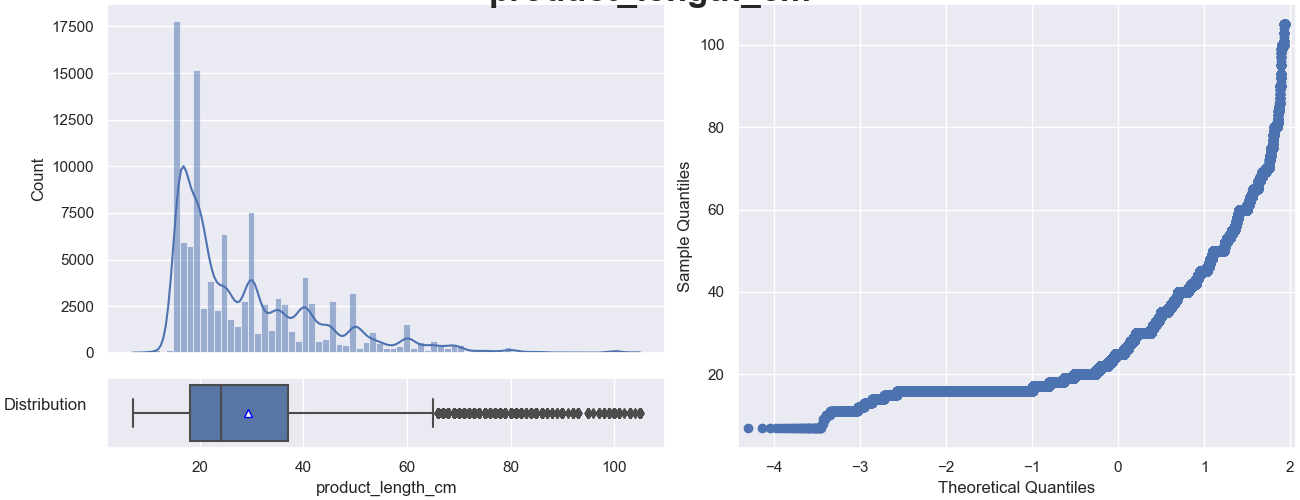 product_length_cm
17500
15000
12500
10000
7500
5000
2500
0
Count
Distribution
20 40 60 80 100
product_length_cm
100
80
60
40
20
Sample Quantiles
−4 −3 −2 −1 0 1 2
Theoretical Quantiles